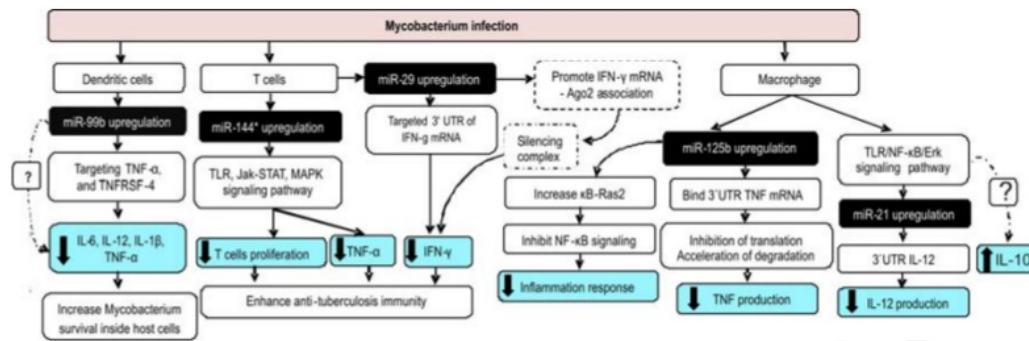 Mycobacterium infection
Dendritic cells
T cells
miR-29 upregulation
Promote IFN-γ mRNA
- Ago2 association
Macrophage
miR-99b upregulation
miR-144* upregulation
Targeted 3' UTR of
IFN-g mRNA
Silencing
complex
miR-125b upregulation
TLR/NF-κB/Erk
signaling pathway
?
Targeting TNF-α,
and TNFRSF-4
TLR, Jak-STAT, MAPK
signaling pathway
Increase κB-Ras2
Bind 3'UTR TNF mRNA
miR-21 upregulation
?
IL-6, IL-12, IL-1β,
TNF-α
T cells proliferation
TNF-α
IFN-γ
Inhibit NF-κB signaling
Inhibition of translation
Acceleration of degradation
3'UTR IL-12
IL-10
Increase Mycobacterium
survival inside host cells
Enhance anti-tuberculosis immunity
Inflammation response
TNF production
IL-12 production